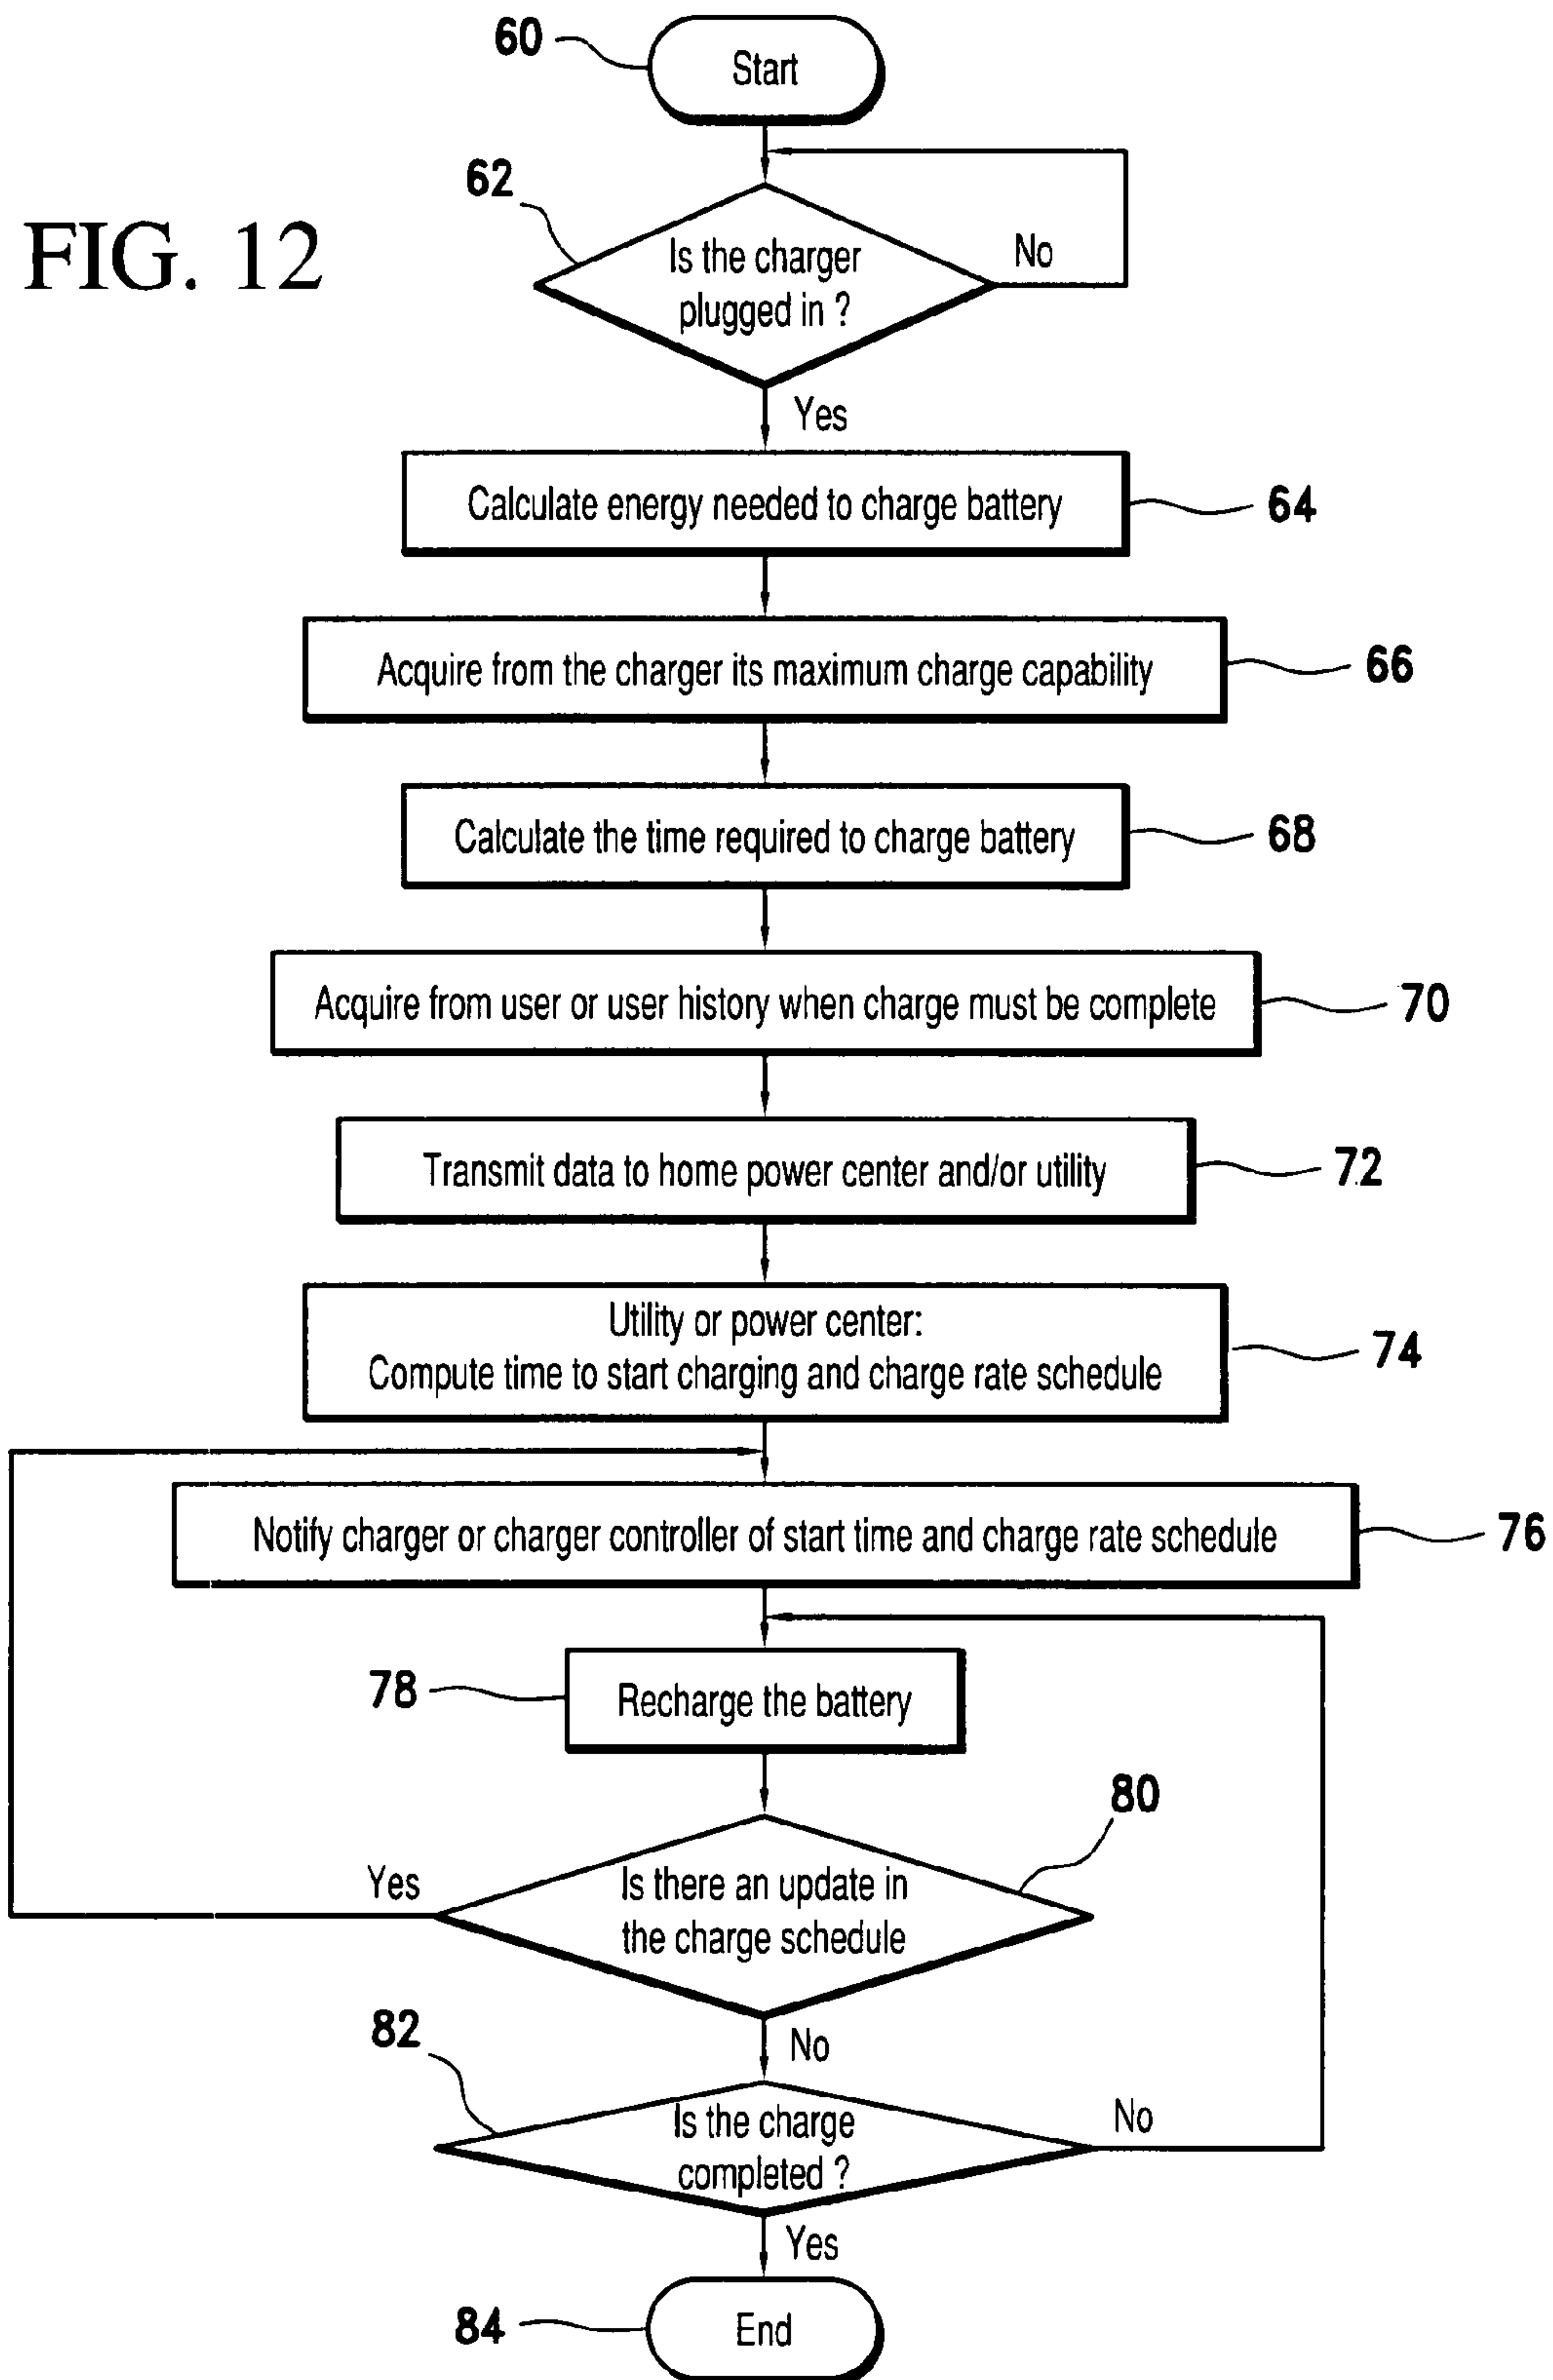 60
Start
62
FIG. 12
Is the charger
plugged in ?
No
Yes
Calculate energy needed to charge battery
64
Acquire from the charger its maximum charge capability
66
Calculate the time required to charge battery
68
Acquire from user or user history when charge must be complete
70
Transmit data to home power center and/or utility
72
Utility or power center:
Compute time to start charging and charge rate schedule
74
Notify charger or charger controller of start time and charge rate schedule
76
78
Recharge the battery
80
Yes
Is there an update in
the charge schedule
No
82
Is the charge
completed ?
No
Yes
84
End